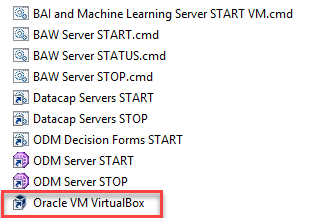 BAI and Machine Learning Server START VM.cmd
BAW Server START.cmd
BAW Server STATUS.cmd
BAW Server STOP.cmd
Datacap Servers START
Datacap Servers STOP
ODM Decision Forms START
ODM Server START
ODM Server STOP
Oracle VM VirtualBox